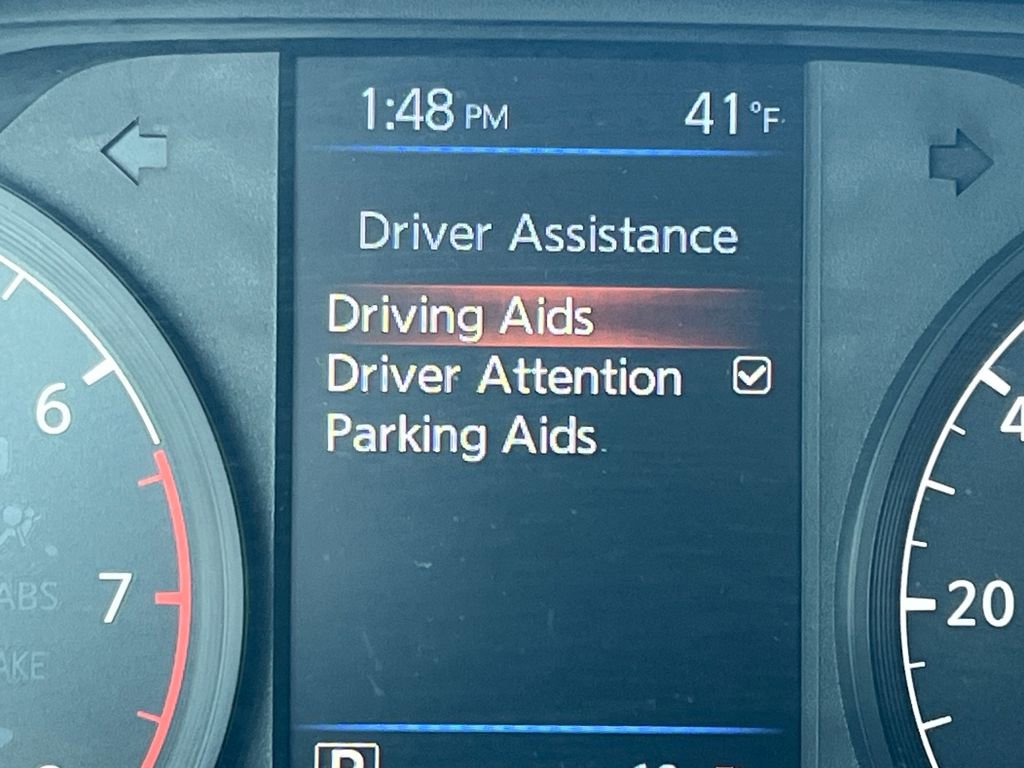 1:48 PM 41°F
Driver Assistance
Driving Aids
Driver Attention
Parking Aids
6
7
ABS
20
P